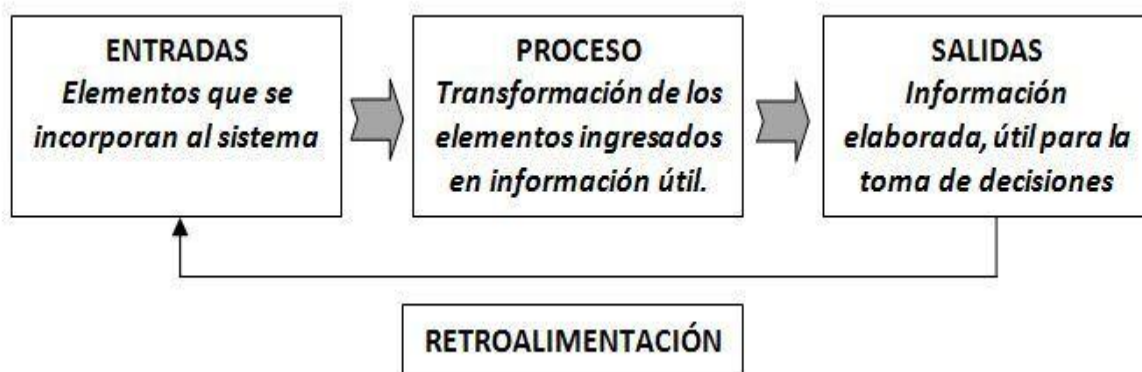 ENTRADAS
Elementos que se
incorporan al sistema
PROCESO
Transformación de los
elementos ingresados
en información útil.
SALIDAS
Información
elaborada, útil para la
toma de decisiones
RETROALIMENTACIÓN